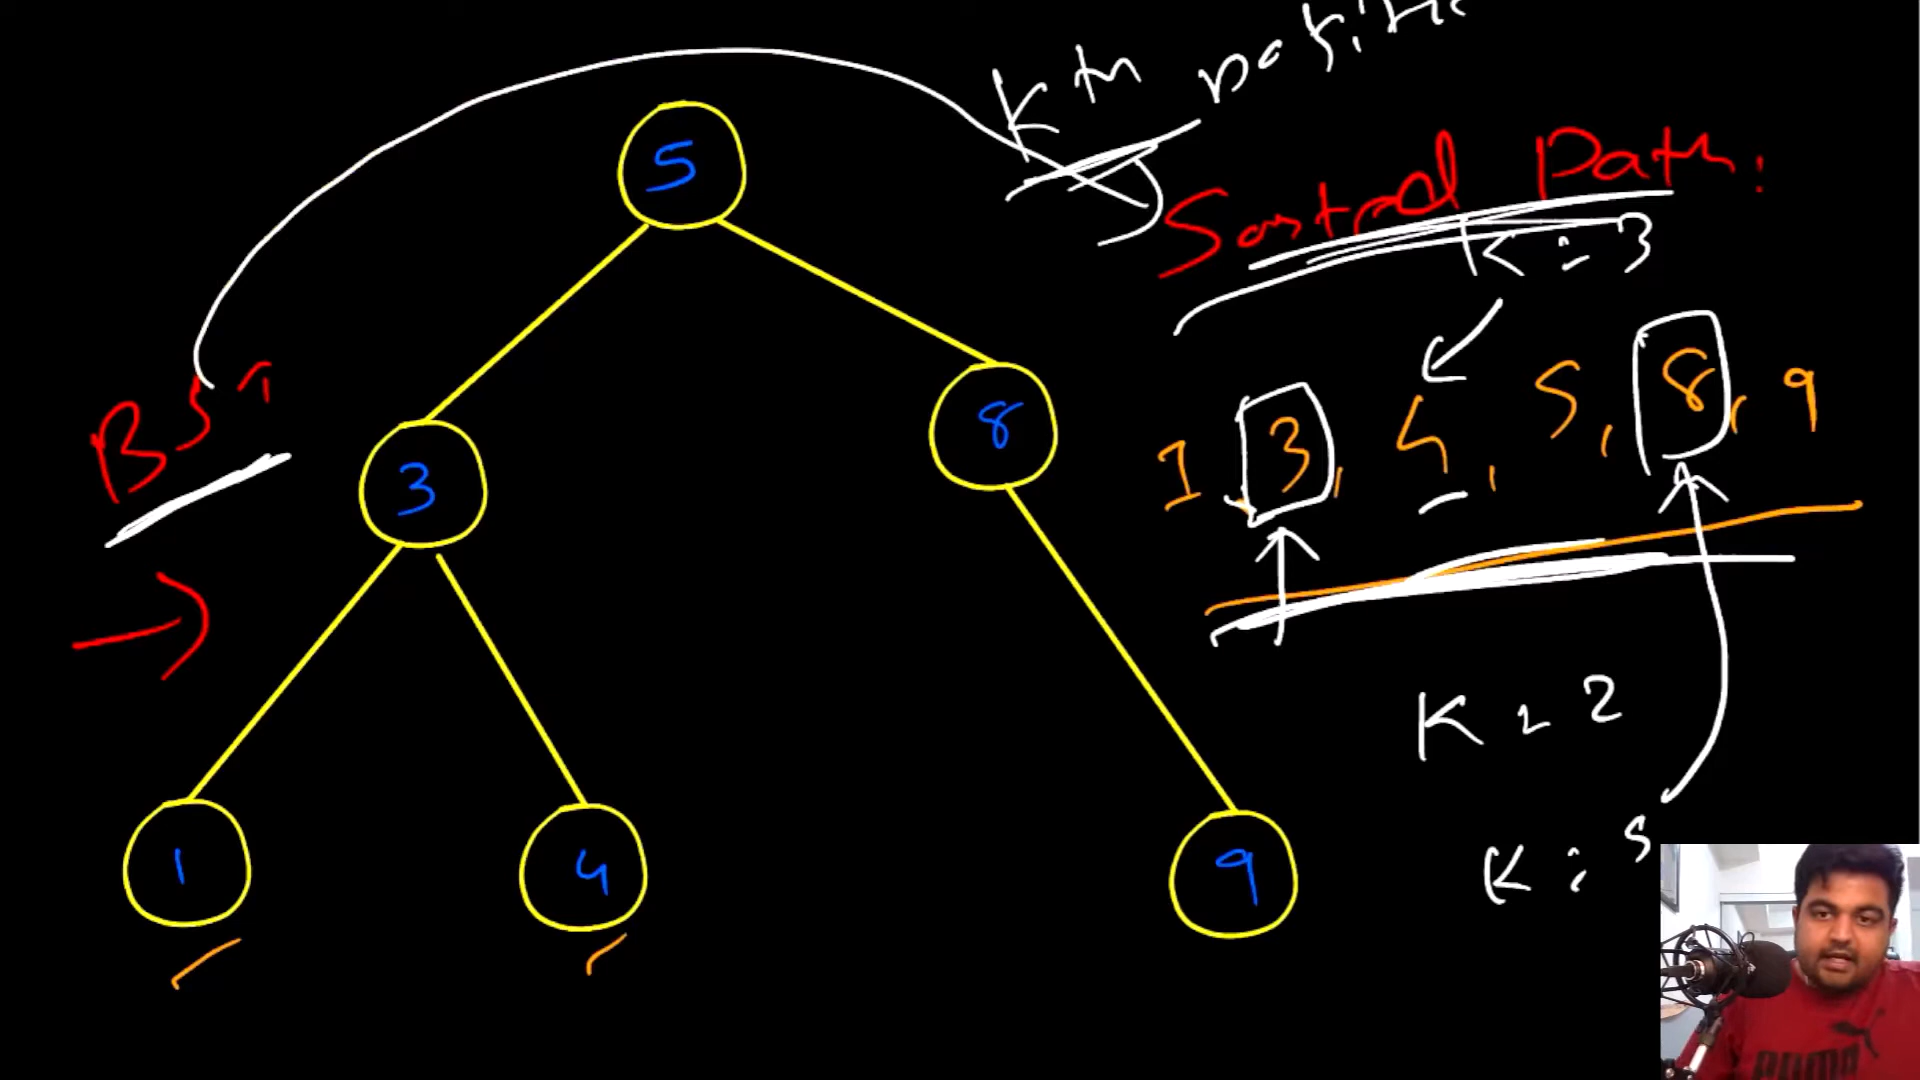 Kth
Sorted Path:
K = 3
BST
1, 3, 4, 5, 8, 9
5
3
8
1
4
9
K = 2
K = 5
PUMA